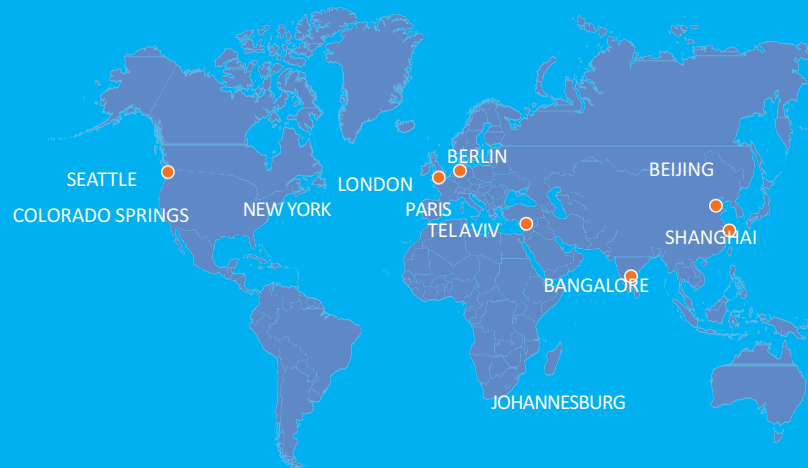 BERLIN
BEIJING
SEATTLE
LONDON
COLORADO SPRINGS
NEW YORK
PARIS
TEL AVIV
SHANGHAI
BANGALORE
JOHANNESBURG